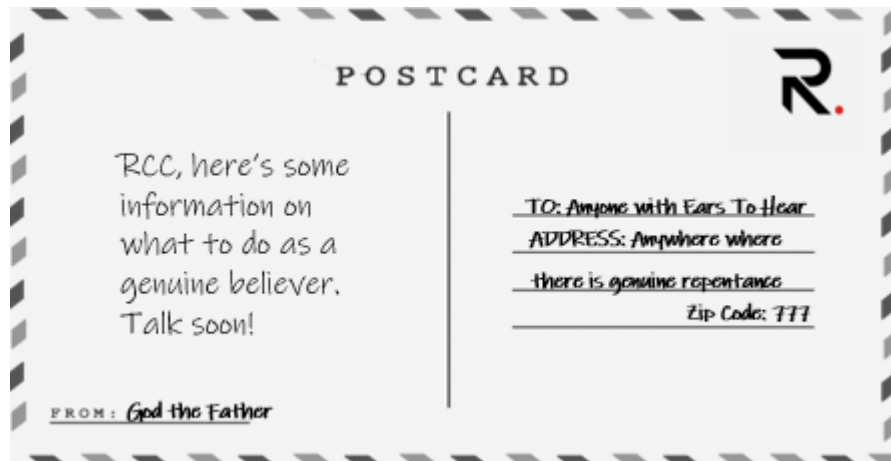 POSTCARD
R.
RCC, here's some
information on
what to do as a
genuine believer.
Talk soon!
FROM: God the Father
TO: Anyone with Ears To Hear
ADDRESS: Anywhere where
there is genuine repentance
Zip Code: 777